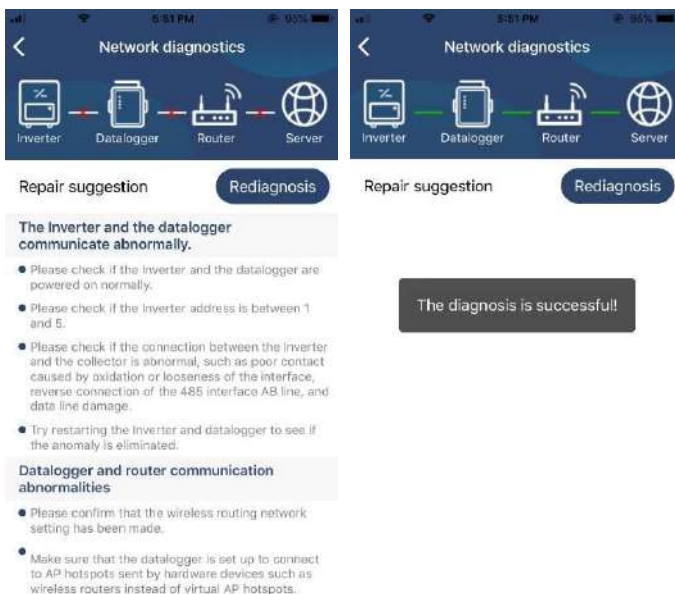 5:51 PM
95%
Network diagnostics
Inverter
Datalogger
Router
Server
Repair suggestion
Rediagnosis
The Inverter and the datalogger
communicate abnormally.
Please check if the Inverter and the datalogger are
powered on normally.
Please check if the Inverter address is between 1
and 5.
Please check if the connection between the Inverter
and the collector is abnormal, such as poor contact
caused by oxidation or looseness of the interface,
reverse connection of the 485 interface AB line, and
data line damage.
Try restarting the Inverter and datalogger to see if
the anomaly is eliminated.
Datalogger and router communication
abnormalities
Please confirm that the wireless routing network
setting has been made.
Make sure that the datalogger is set up to connect
to AP hotspots sent by hardware devices such as
wireless routers instead of virtual AP hotspots.
5:51 PM
95%
Network diagnostics
Inverter
Datalogger
Router
Server
Repair suggestion
Rediagnosis
The diagnosis is successful!